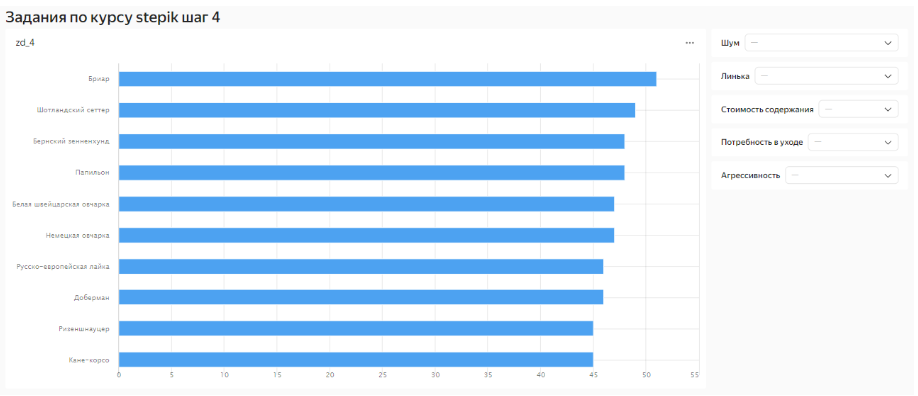 Задания по курсу stepik шаг 4
zd_4
...
Бриар
Шотландский сеттер
Бернский зенненхунд
Папильон
Белая швейцарская овчарка
Немецкая овчарка
Русско-европейская лайка
Доберман
Ризеншнауцер
Кане-корсо
0 5 10 15 20 25 30 35 40 45 50 55
Шум —
Линька —
Стоимость содержания —
Потребность в уходе —
Агрессивность —